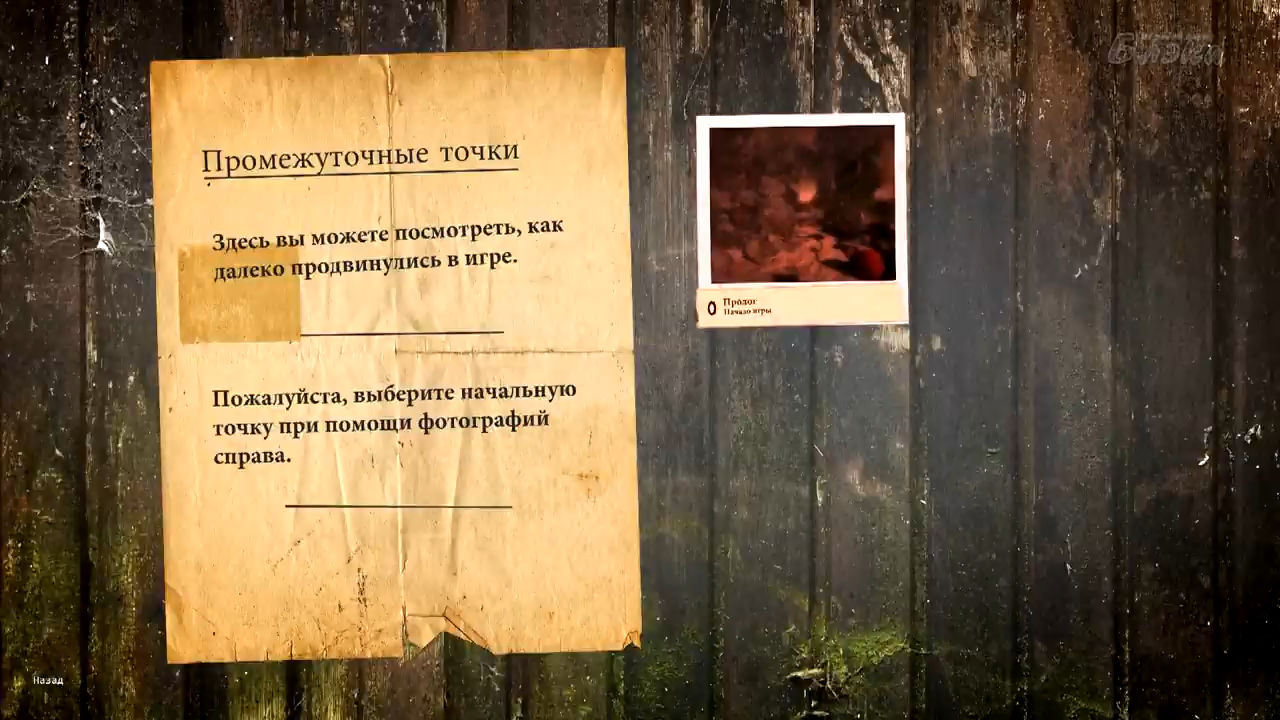 Промежуточные точки
Здесь вы можете посмотреть, как
далеко продвинулись в игре.
Пожалуйста, выберите начальную
точку при помощи фотографий
справа.
0 Пролог
Начало игры
Назад